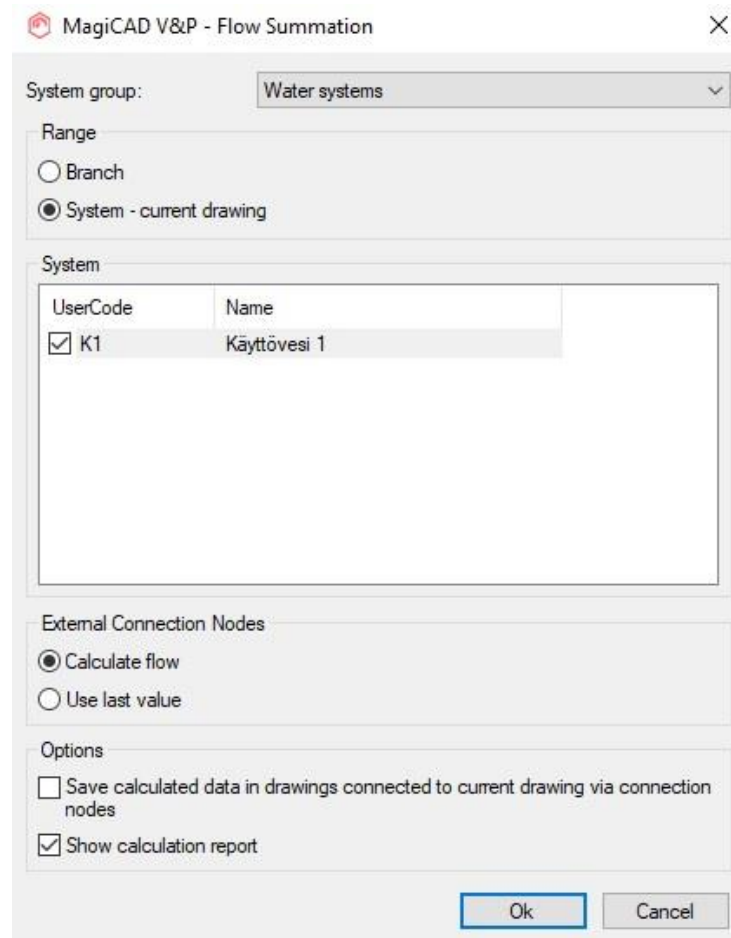 MagiCAD V&P - Flow Summation
System group: Water systems
Range
Branch
System - current drawing
System
UserCode Name
K1 Käyttövesi 1
External Connection Nodes
Calculate flow
Use last value
Options
Save calculated data in drawings connected to current drawing via connection
nodes
Show calculation report
Ok Cancel